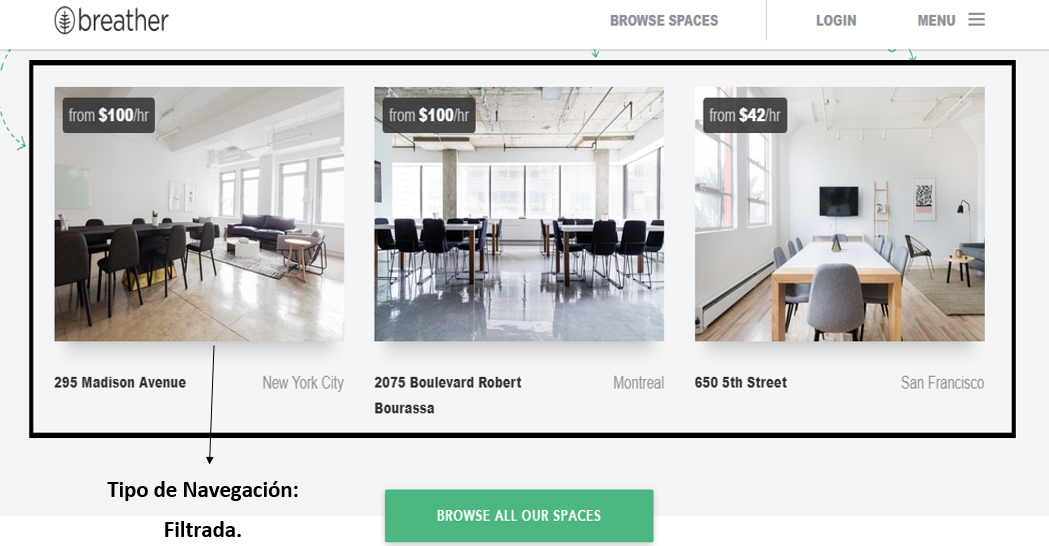 breather
BROWSE SPACES
LOGIN
MENU
from $100/hr
from $100/hr
from $42/hr
295 Madison Avenue
New York City
2075 Boulevard Robert
Bourassa
Montreal
650 5th Street
San Francisco
Tipo de Navegación:
Filtrada.
BROWSE ALL OUR SPACES